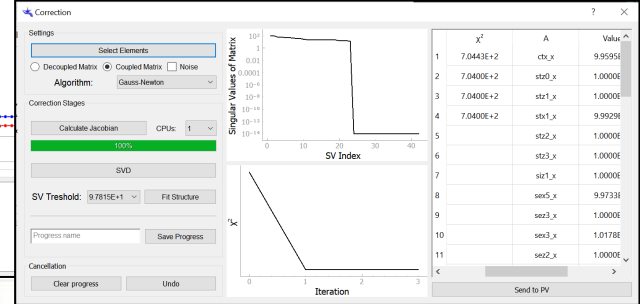 Correction
? ×
Settings
Select Elements
Decoupled Matrix Coupled Matrix Noise
Algorithm: Gauss-Newton
Correction Stages
Calculate Jacobian CPUs: 1
100%
SVD
SV Treshold: 9.7815E+1 Fit Structure
Progress name Save Progress
Cancellation
Clear progress Undo
Singular Values of Matrix
10²
1
0.01
0.0001
10⁻⁶
10⁻⁸
10⁻¹⁰
10⁻¹²
10⁻¹⁴
0 10 20 30 40
SV Index
χ²
0 1 2 3
Iteration
χ² A Value
1 7.0443E+2 ctx_x 9.9595E
2 7.0400E+2 stz0_x 1.0000E
3 7.0400E+2 stz1_x 1.0000E
4 7.0400E+2 stx1_x 9.9929E
5 stz2_x 1.0000E
6 stz3_x 1.0000E
7 siz1_x 1.0000E
8 sex5_x 9.9733E
9 sez3_x 1.0000E
10 sex3_x 1.0178E
11 sez2_x 1.0000E
Send to PV